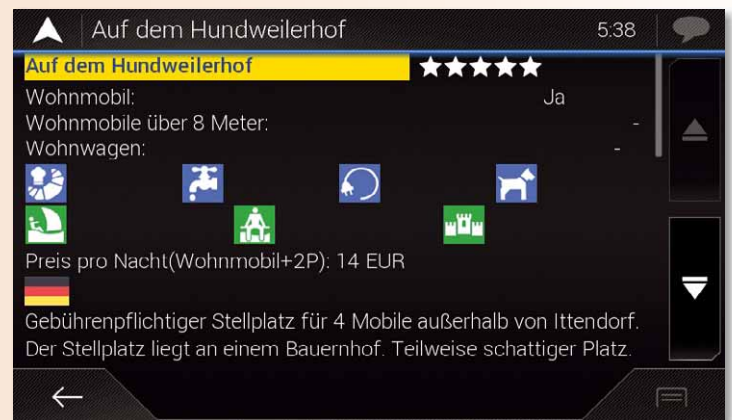 Auf dem Hundweilerhof 5:38
Auf dem Hundweilerhof
Wohnmobil: Ja
Wohnmobile über 8 Meter: -
Wohnwagen: -
Preis pro Nacht(Wohnmobil+2P): 14 EUR
Gebührenpflichtiger Stellplatz für 4 Mobile außerhalb von Ittendorf.
Der Stellplatz liegt an einem Bauernhof. Teilweise schattiger Platz.